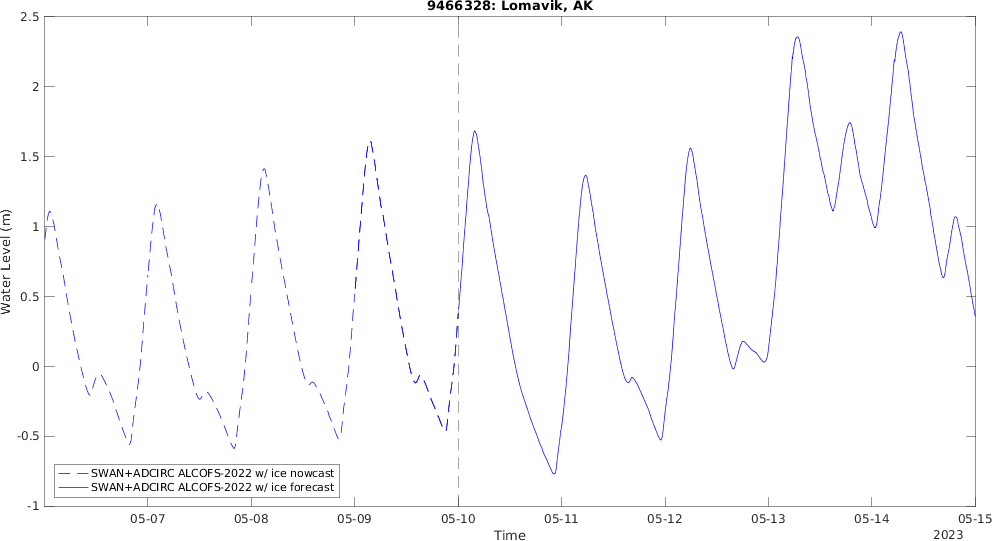 9466328: Lomavik, AK
2.5
2
1.5
1
0.5
0
-0.5
-1
Water Level (m)
SWAN+ADCIRC ALCOFS-2022 w/ ice nowcast
SWAN+ADCIRC ALCOFS-2022 w/ ice forecast
05-07 05-08 05-09 05-10 05-11 05-12 05-13 05-14 05-15
Time
2023